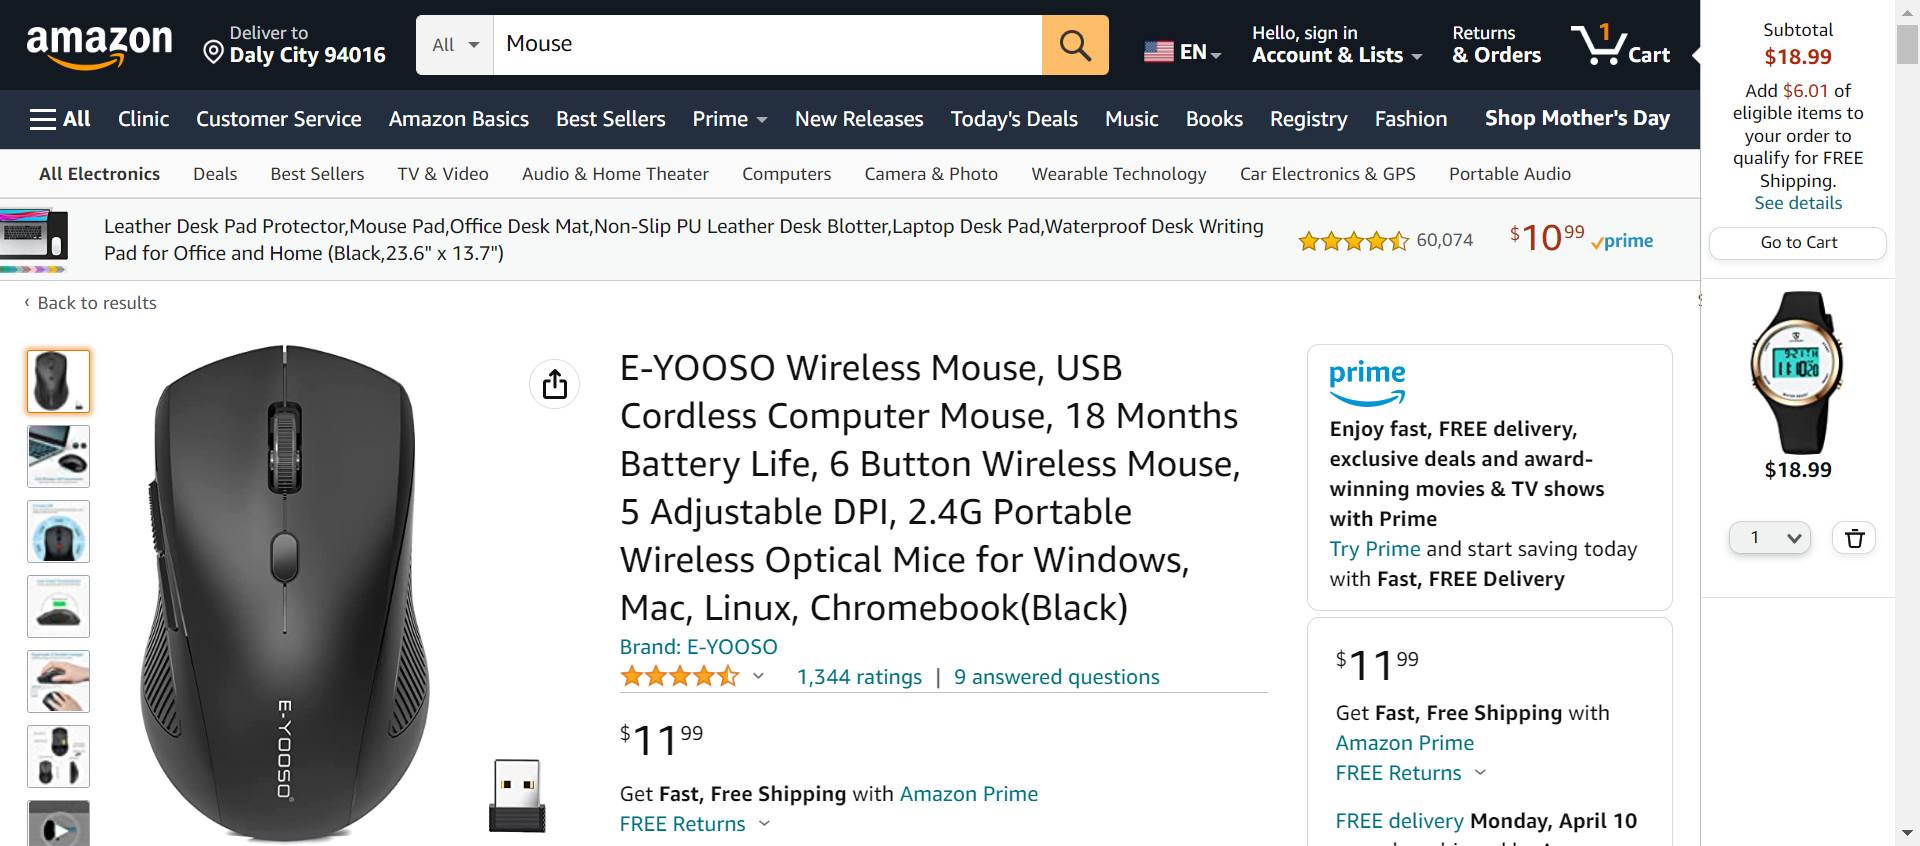 amazon
Deliver to
Daly City 94016
All
Mouse
EN
Hello, sign in
Account & Lists
Returns
& Orders
1
Cart
All
Clinic
Customer Service
Amazon Basics
Best Sellers
Prime
New Releases
Today's Deals
Music
Books
Registry
Fashion
Shop Mother's Day
All Electronics
Deals
Best Sellers
TV & Video
Audio & Home Theater
Computers
Camera & Photo
Wearable Technology
Car Electronics & GPS
Portable Audio
Leather Desk Pad Protector,Mouse Pad,Office Desk Mat,Non-Slip PU Leather Desk Blotter,Laptop Desk Pad,Waterproof Desk Writing
Pad for Office and Home (Black,23.6" x 13.7")
60,074
$10 99
prime
‹ Back to results
E-YOOSO
E-YOOSO Wireless Mouse, USB
Cordless Computer Mouse, 18 Months
Battery Life, 6 Button Wireless Mouse,
5 Adjustable DPI, 2.4G Portable
Wireless Optical Mice for Windows,
Mac, Linux, Chromebook(Black)
Brand: E-YOOSO
1,344 ratings | 9 answered questions
$11 99
Get Fast, Free Shipping with Amazon Prime
FREE Returns
prime
Enjoy fast, FREE delivery,
exclusive deals and award-
winning movies & TV shows
with Prime
Try Prime and start saving today
with Fast, FREE Delivery
$11 99
Get Fast, Free Shipping with
Amazon Prime
FREE Returns
FREE delivery Monday, April 10
Subtotal
$18.99
Add $6.01 of
eligible items to
your order to
qualify for FREE
Shipping.
See details
Go to Cart
$18.99
1